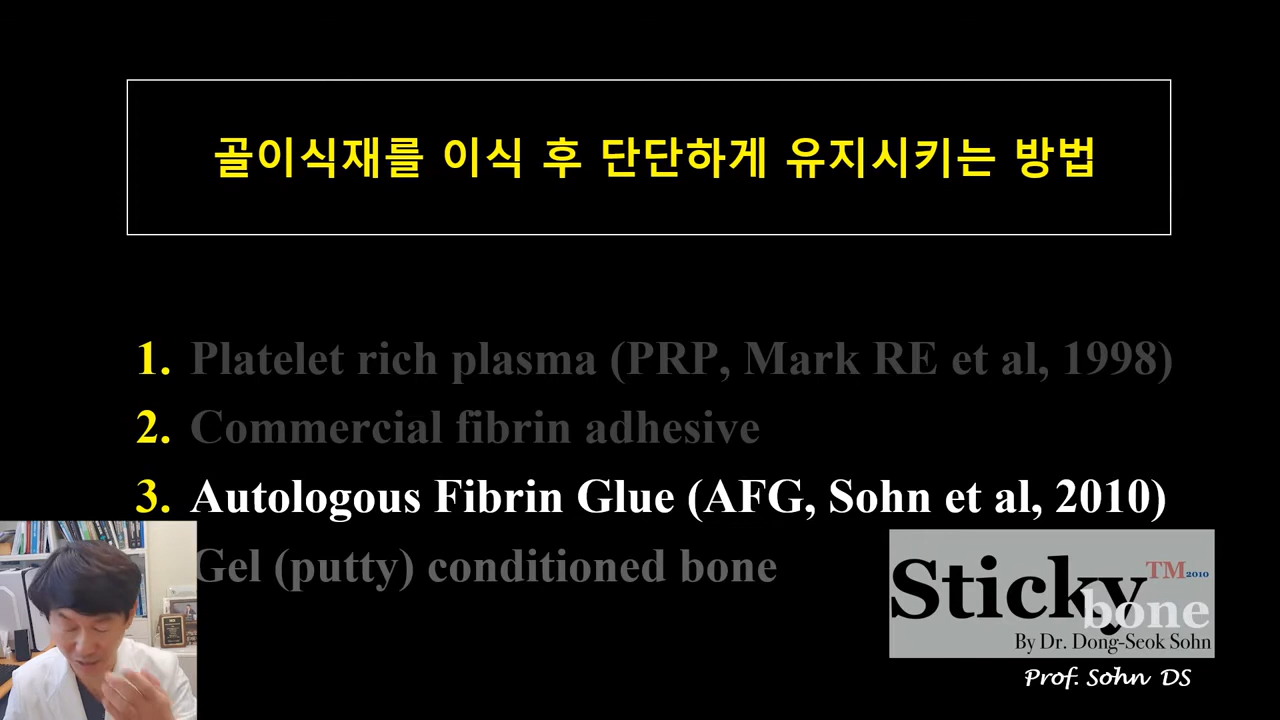 골이식재를 이식 후 단단하게 유지시키는 방법
1. Platelet rich plasma (PRP, Mark RE et al, 1998)
2. Commercial fibrin adhesive
3. Autologous Fibrin Glue (AFG, Sohn et al, 2010)
Gel (putty) conditioned bone
Sticky TM 2010
bone
By Dr. Dong-Seok Sohn
Prof. Sohn DS